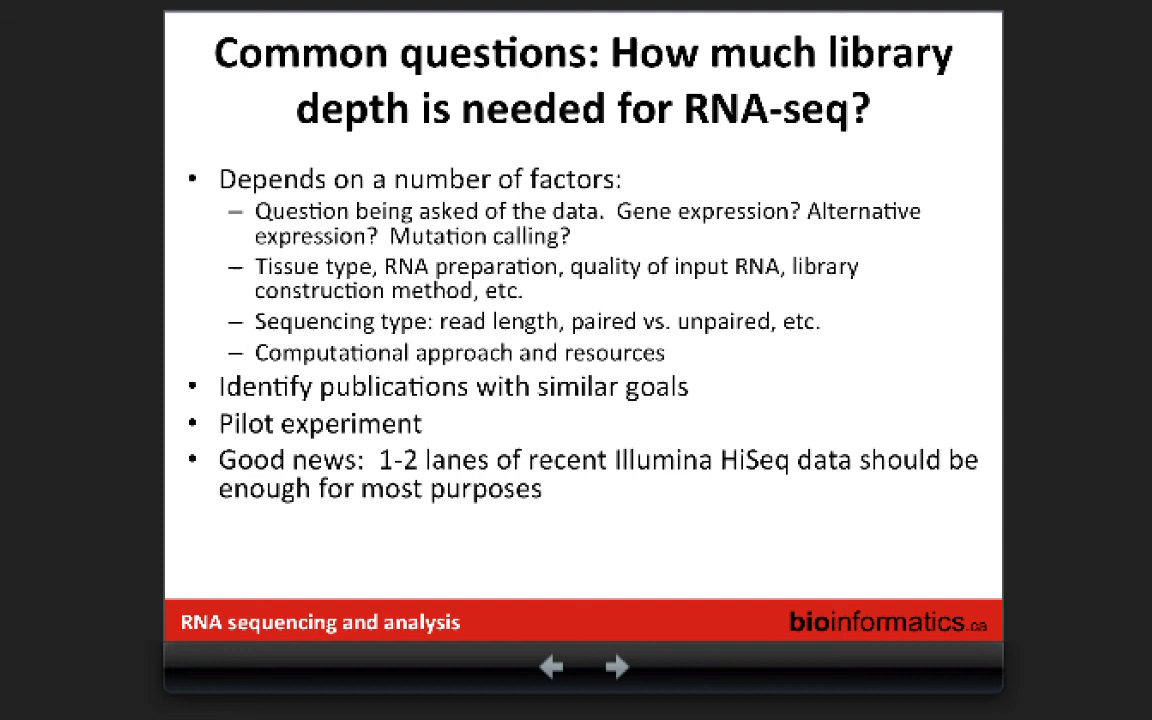 Common questions: How much library
depth is needed for RNA-seq?
• Depends on a number of factors:
– Question being asked of the data.  Gene expression? Alternative
expression?  Mutation calling?
– Tissue type, RNA preparation, quality of input RNA, library
construction method, etc.
– Sequencing type: read length, paired vs. unpaired, etc.
– Computational approach and resources
• Identify publications with similar goals
• Pilot experiment
• Good news:  1-2 lanes of recent Illumina HiSeq data should be
enough for most purposes
RNA sequencing and analysis
bioinformatics.ca